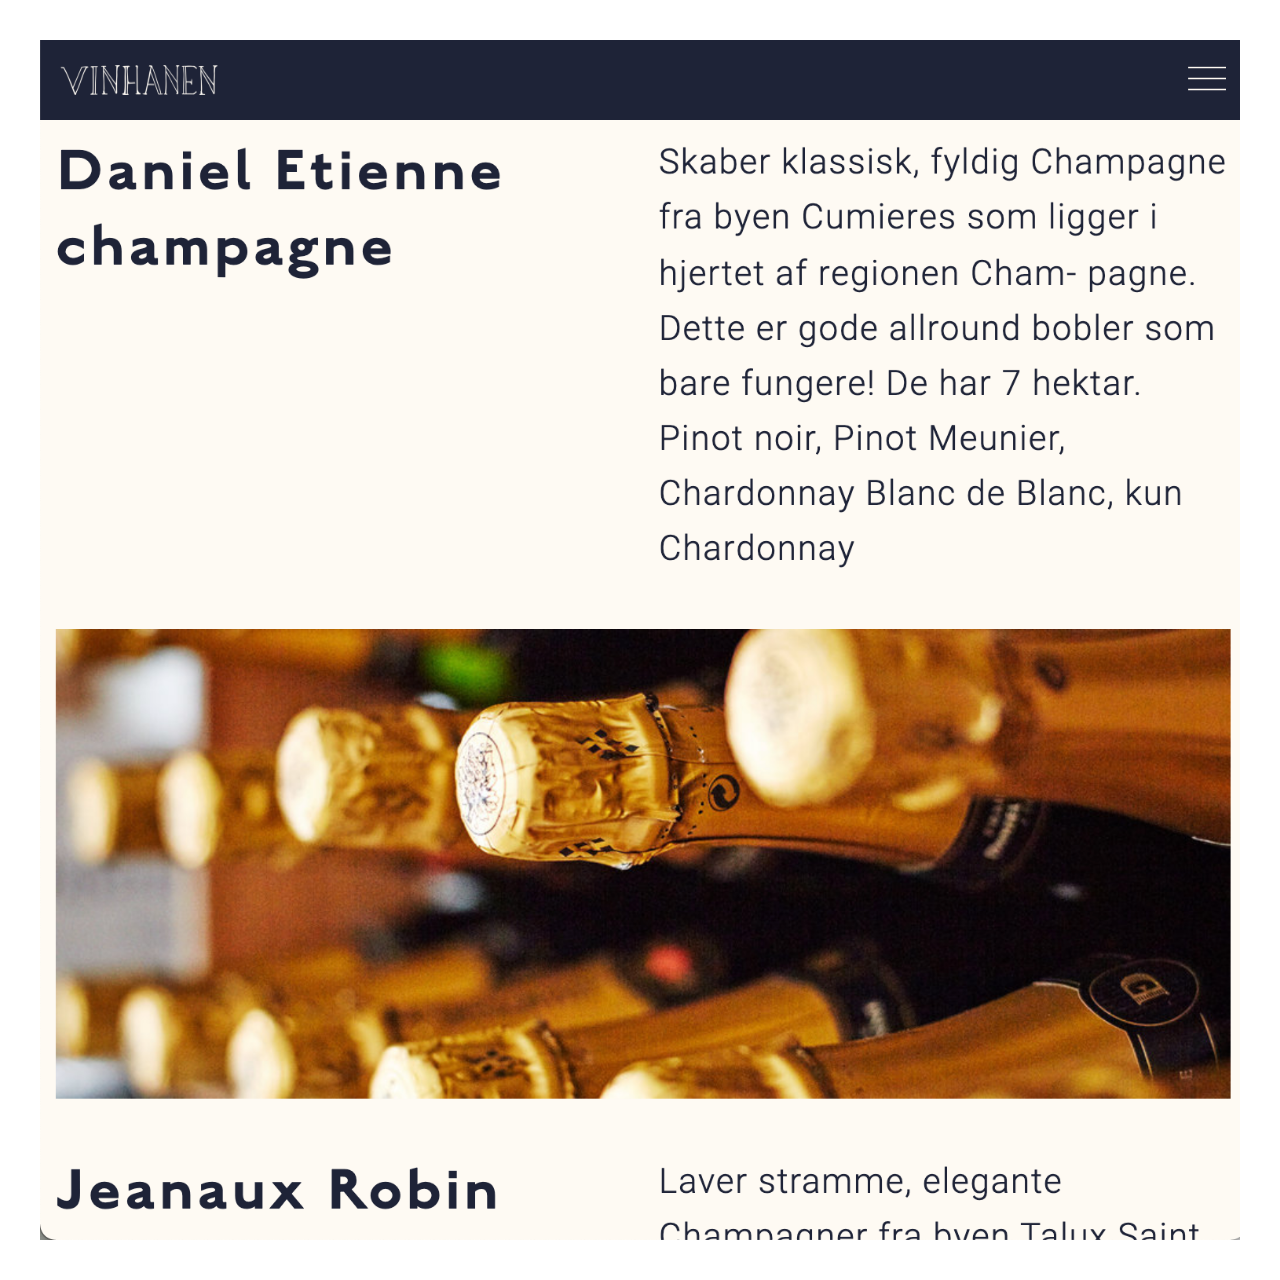 VINHANEN
Daniel Etienne
champagne
Skaber klassisk, fyldig Champagne
fra byen Cumieres som ligger i
hjertet af regionen Cham- pagne.
Dette er gode allround bobler som
bare fungere! De har 7 hektar.
Pinot noir, Pinot Meunier,
Chardonnay Blanc de Blanc, kun
Chardonnay
Jeanaux Robin
Laver stramme, elegante
Champagner fra byen Talux Saint